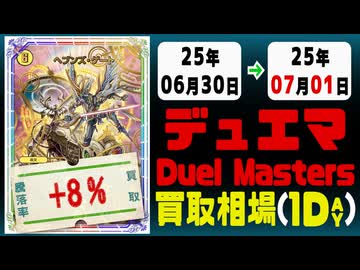 ヘブンズ・ゲート
騰落率
+8%
買取
25年
06月30日
25年
07月01日
デュエマ
Duel Masters
買取相場(1D)